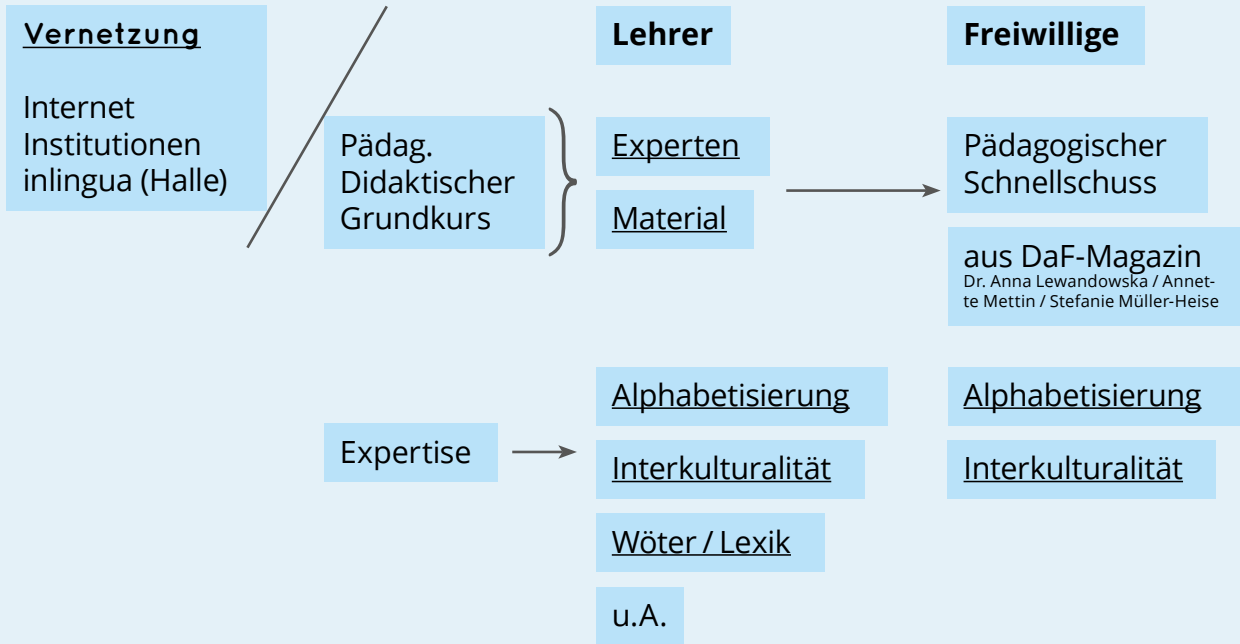 Vernetzung
Internet
Institutionen
inlingua (Halle)
Lehrer
Freiwillige
Pädag.
Didaktischer
Grundkurs
Experten
Material
Pädagogischer
Schnellschuss
aus DaF-Magazin
Dr. Anna Lewandowska / Annet-
te Mettin / Stefanie Müller-Heise
Expertise
Alphabetisierung
Interkulturalität
Wöter / Lexik
u.A.
Alphabetisierung
Interkulturalität